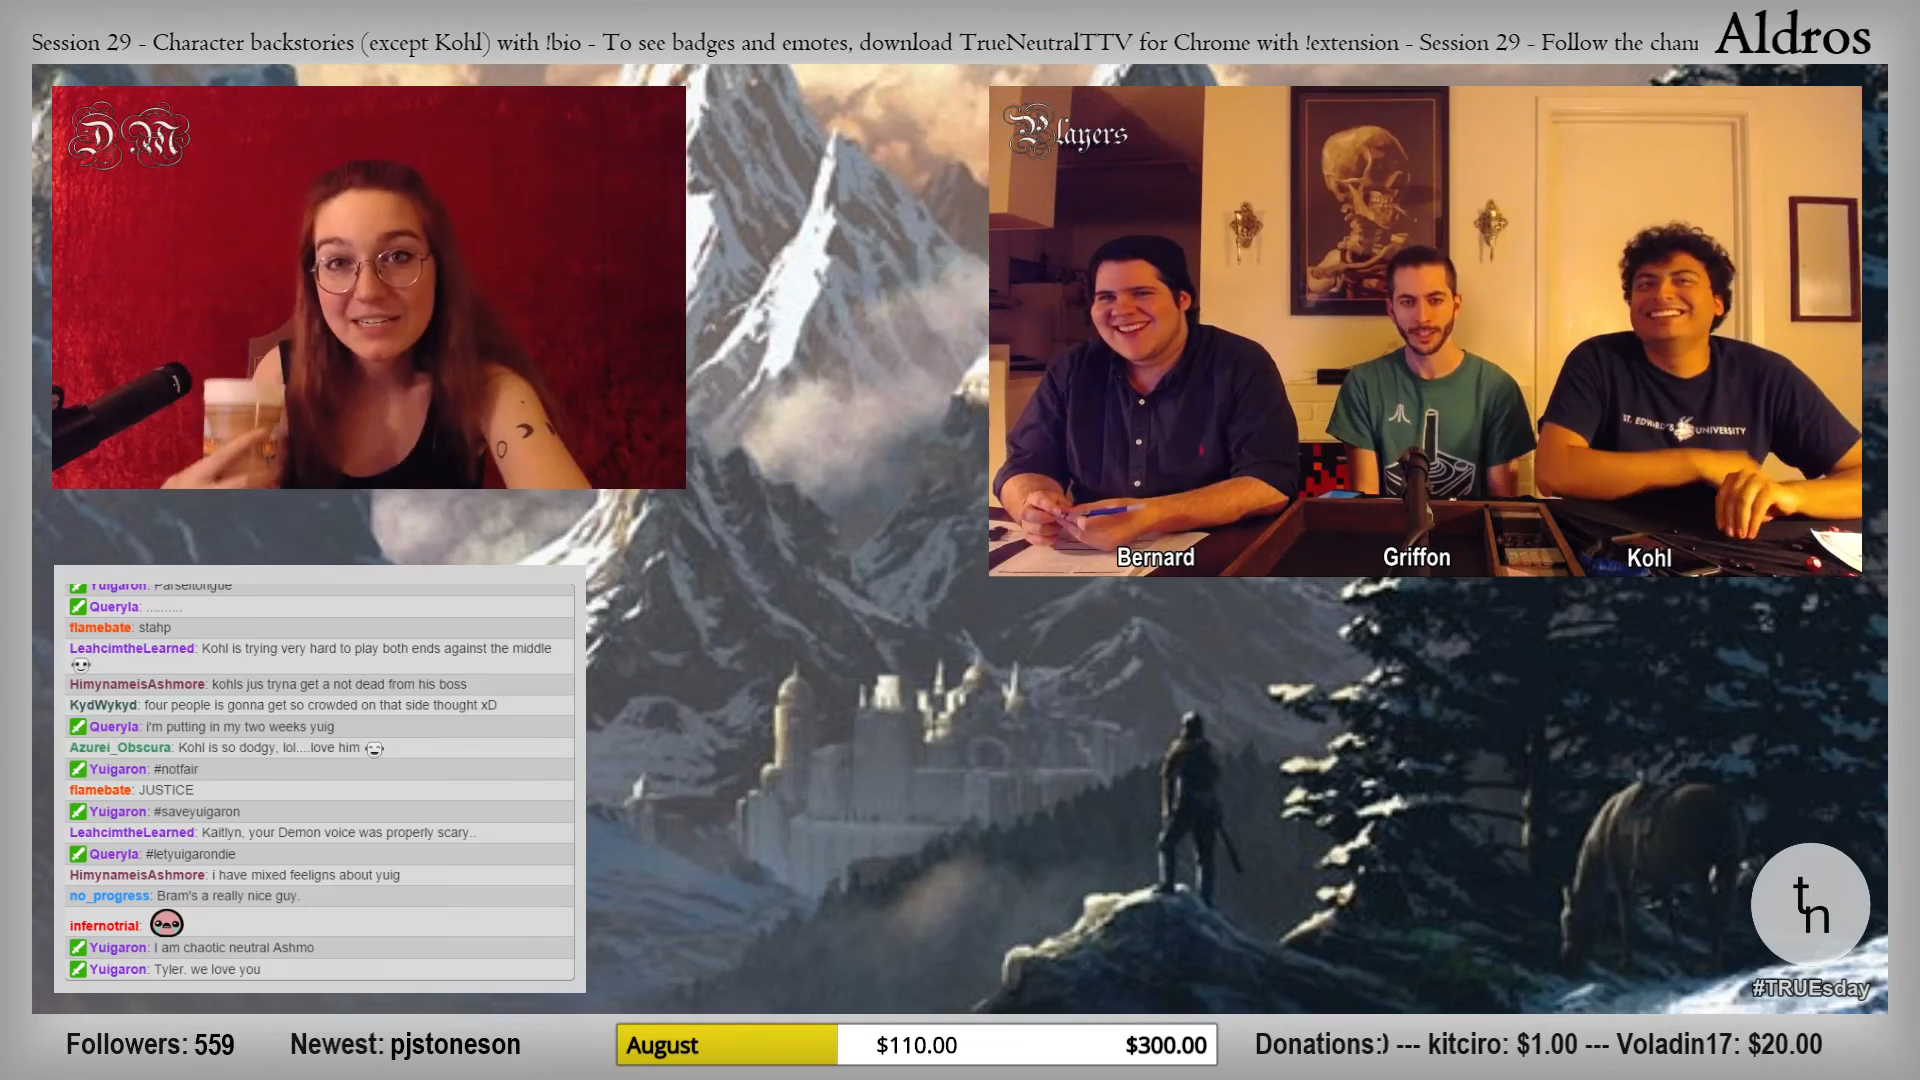 Session 29 - Character backstories (except Kohl) with !bio - To see badges and emotes, download TrueNeutralTTV for Chrome with !extension - Session 29 - Follow the chann
Aldros
D M
Players
ST. EDWARD'S UNIVERSITY
Bernard
Griffon
Kohl
Yuigaron: Parseltongue
Queryla: ..........
flamebate: stahp
LeahcimtheLearned: Kohl is trying very hard to play both ends against the middle
HimynameisAshmore: kohls jus tryna get a not dead from his boss
KydWykyd: four people is gonna get so crowded on that side thought xD
Queryla: i'm putting in my two weeks yuig
Azurei_Obscura: Kohl is so dodgy, lol....love him
Yuigaron: #notfair
flamebate: JUSTICE
Yuigaron: #saveyuigaron
LeahcimtheLearned: Kaitlyn, your Demon voice was properly scary..
Queryla: #letyuigarondie
HimynameisAshmore: i have mixed feeligns about yuig
no_progress: Bram's a really nice guy.
infernotrial:
Yuigaron: I am chaotic neutral Ashmo
Yuigaron: Tyler. we love you
tn
#TRUEsday
Followers: 559
Newest: pjstoneson
August $110.00 $300.00
Donations:) --- kitciro: $1.00 --- Voladin17: $20.00